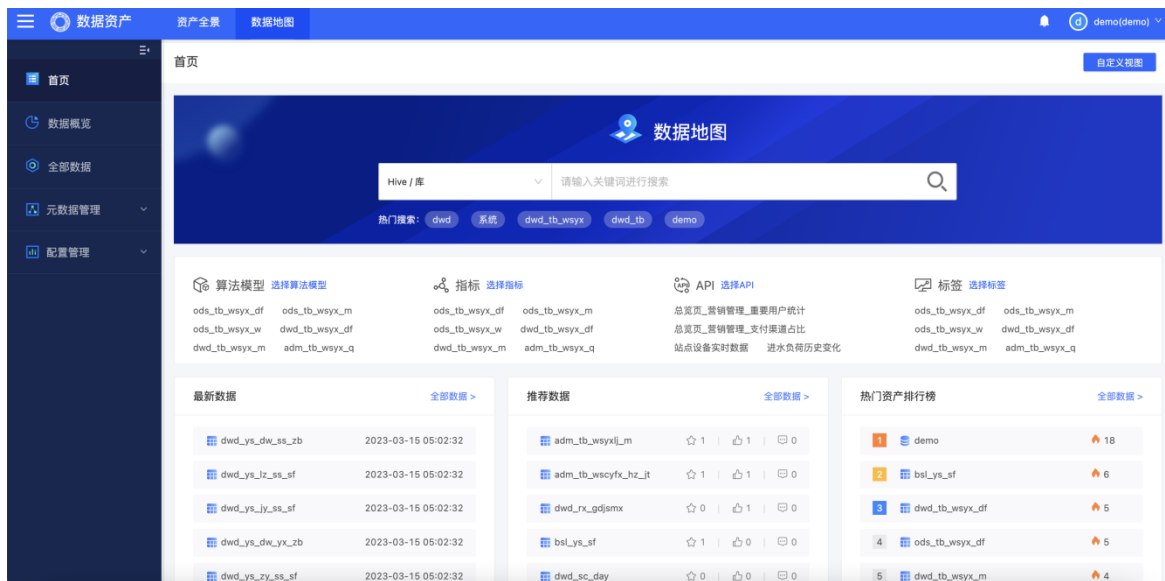 数据资产 资产全景 数据地图 d demo(demo)
首页 首页 自定义视图
数据概览
全部数据
元数据管理
配置管理
数据地图
Hive / 库 请输入关键词进行搜索
热门搜索: dwd 系统 dwd_tb_wsyx dwd_tb demo
算法模型 选择算法模型
ods_tb_wsyx_df ods_tb_wsyx_m
ods_tb_wsyx_w dwd_tb_wsyx_df
dwd_tb_wsyx_m adm_tb_wsyx_q
指标 选择指标
ods_tb_wsyx_df ods_tb_wsyx_m
ods_tb_wsyx_w dwd_tb_wsyx_df
dwd_tb_wsyx_m adm_tb_wsyx_q
API API 选择API
总览页_营销管理_重要用户统计
总览页_营销管理_支付渠道占比
站点设备实时数据 进水负荷历史变化
标签 选择标签
ods_tb_wsyx_df ods_tb_wsyx_m
ods_tb_wsyx_w dwd_tb_wsyx_df
dwd_tb_wsyx_m adm_tb_wsyx_q
最新数据 全部数据 >
dwd_ys_dw_ss_zb 2023-03-15 05:02:32
dwd_ys_lz_ss_sf 2023-03-15 05:02:32
dwd_ys_jy_ss_sf 2023-03-15 05:02:32
dwd_ys_dw_yx_zb 2023-03-15 05:02:32
dwd_ys_zy_ss_sf 2023-03-15 05:02:32
推荐数据 全部数据 >
adm_tb_wsyxlj_m 1 1 0
adm_tb_wscyfx_hz_jt 1 1 0
dwd_rx_gdjsmx 0 1 0
bsl_ys_sf 1 0 0
dwd_sc_day 0 0 0
热门资产排行榜 全部数据 >
1 demo 18
2 bsl_ys_sf 6
3 dwd_tb_wsyx_df 5
4 ods_tb_wsyx_df 5
5 dwd_tb_wsyx_m 4